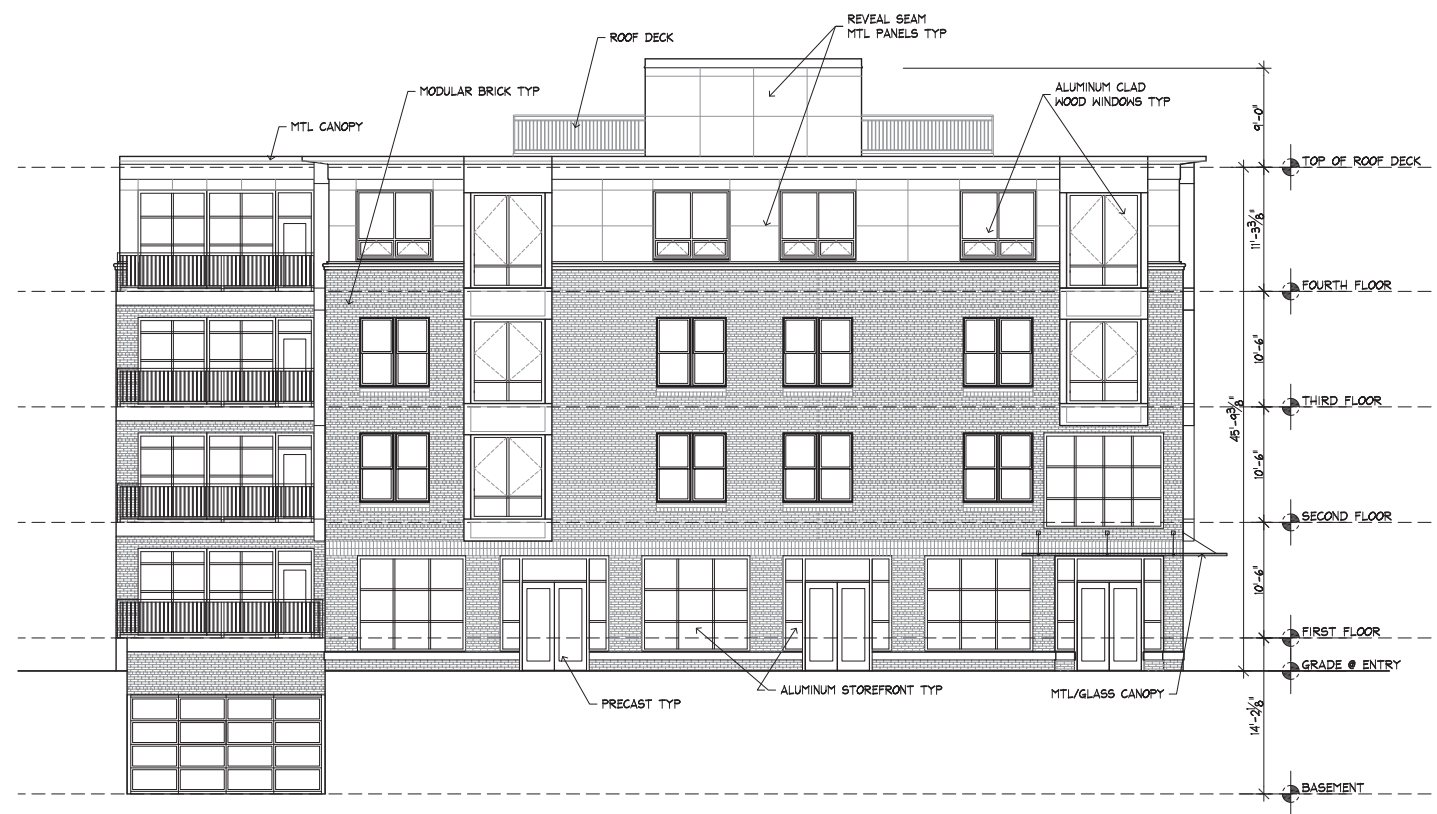 REVEAL SEAM
MTL PANELS TYP
ROOF DECK
MODULAR BRICK TYP
ALUMINUM CLAD
WOOD WINDOWS TYP
MTL CANOPY
9'-0"
TOP OF ROOF DECK
11'-3 3/8"
FOURTH FLOOR
10'-6"
THIRD FLOOR
45'-9 3/8"
10'-6"
SECOND FLOOR
10'-6"
FIRST FLOOR
GRADE @ ENTRY
ALUMINUM STOREFRONT TYP
MTL/GLASS CANOPY
PRECAST TYP
14'-2 1/8"
BASEMENT